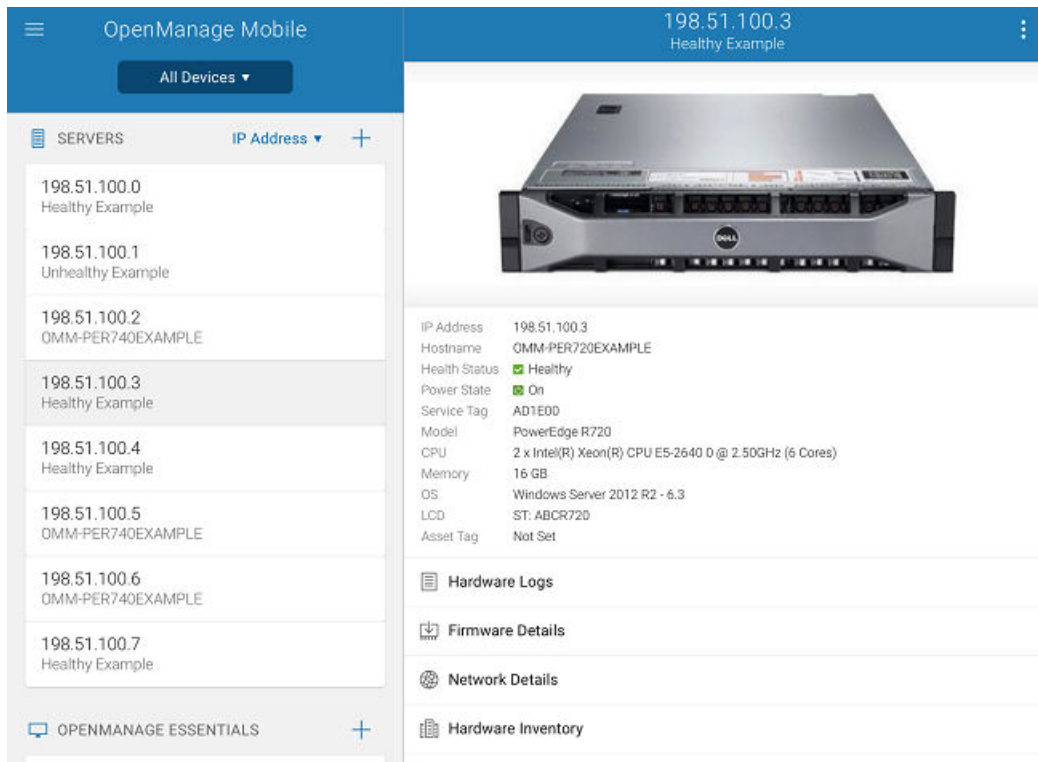 OpenManage Mobile
All Devices ▾
SERVERS IP Address ▾ +
198.51.100.0
Healthy Example
198.51.100.1
Unhealthy Example
198.51.100.2
OMM-PER740EXAMPLE
198.51.100.3
Healthy Example
198.51.100.4
Healthy Example
198.51.100.5
OMM-PER740EXAMPLE
198.51.100.6
OMM-PER740EXAMPLE
198.51.100.7
Healthy Example
OPENMANAGE ESSENTIALS +
198.51.100.3
Healthy Example
DELL
IP Address 198.51.100.3
Hostname OMM-PER720EXAMPLE
Health Status Healthy
Power State On
Service Tag AD1E00
Model PowerEdge R720
CPU 2 x Intel(R) Xeon(R) CPU E5-2640 0 @ 2.50GHz (6 Cores)
Memory 16 GB
OS Windows Server 2012 R2 - 6.3
LCD ST: ABCR720
Asset Tag Not Set
Hardware Logs
Firmware Details
Network Details
Hardware Inventory